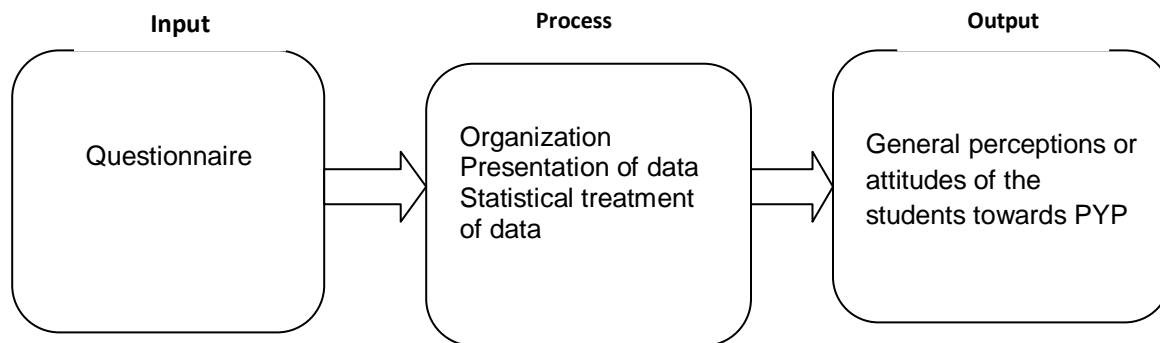 Input
Process
Output
Questionnaire
Organization
Presentation of data
Statistical treatment
of data
General perceptions or
attitudes of the
students towards PYP